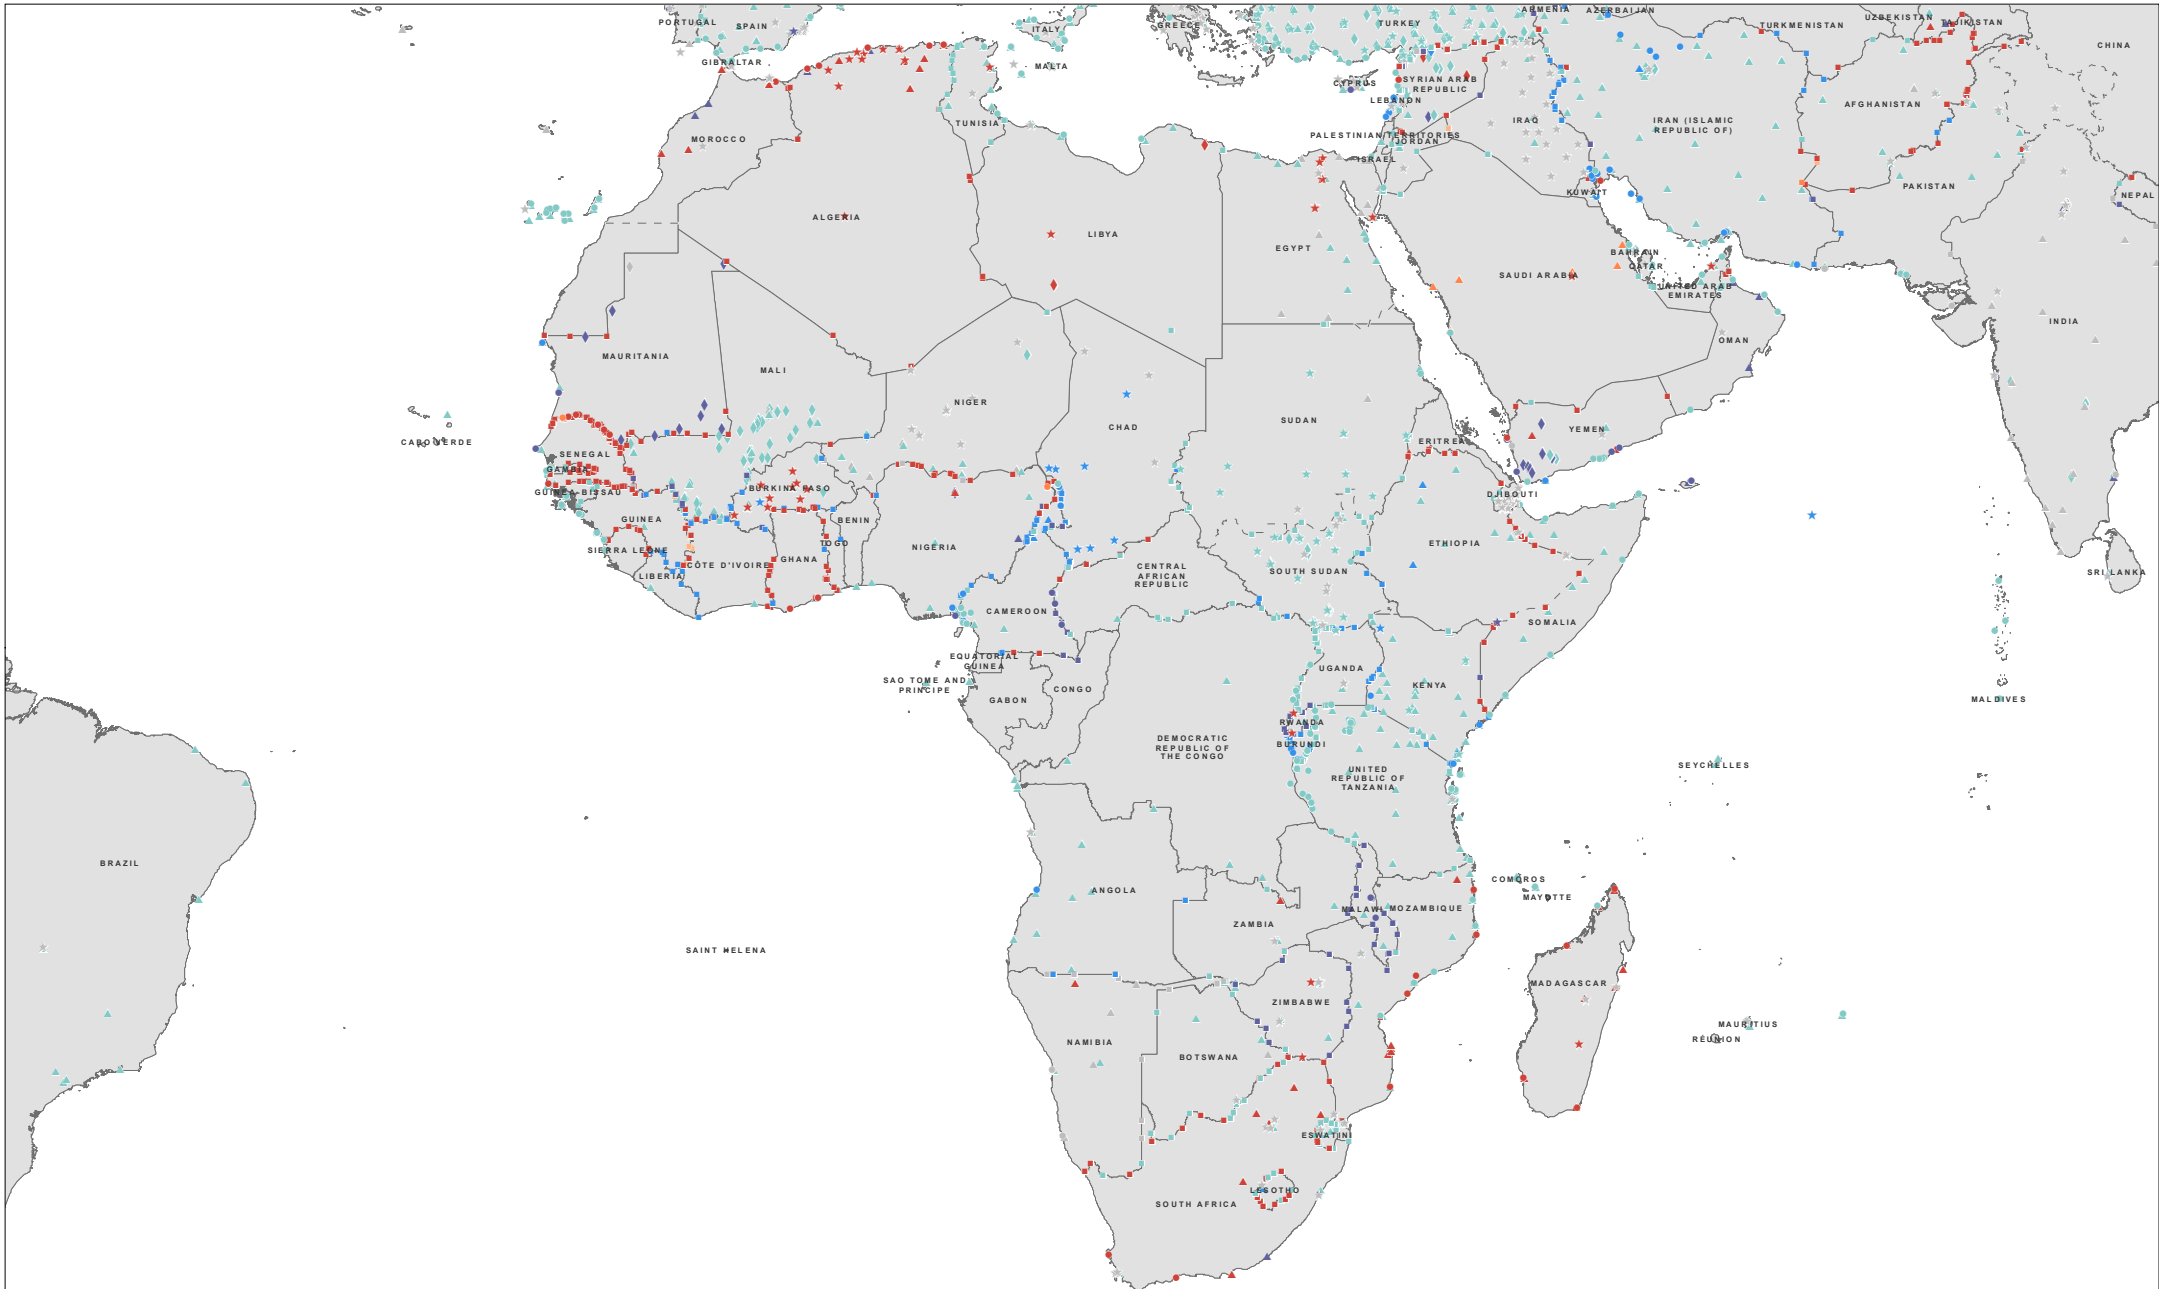 PORTUGAL
SPAIN
ITALY
GREECE
TURKEY
ARMENIA
AZERBAIJAN
TURKMENISTAN
UZBEKISTAN
TAJIKISTAN
CHINA
GIBRALTAR
MALTA
CYPRUS
SYRIAN ARAB
REPUBLIC
LEBANON
IRAQ
IRAN (ISLAMIC
REPUBLIC OF)
AFGHANISTAN
MOROCCO
TUNISIA
PALESTINIAN TERRITORIES
JORDAN
ISRAEL
KUWAIT
PAKISTAN
NEPAL
ALGERIA
LIBYA
EGYPT
SAUDI ARABIA
BAHRAIN
QATAR
UNITED ARAB
EMIRATES
OMAN
INDIA
MAURITANIA
MALI
NIGER
CHAD
SUDAN
ERITREA
YEMEN
CABO VERDE
SENEGAL
GAMBIA
GUINEA-BISSAU
BURKINA FASO
DJIBOUTI
GUINEA
BENIN
TOGO
NIGERIA
SIERRA LEONE
CÔTE D'IVOIRE
GHANA
LIBERIA
CENTRAL
AFRICAN
REPUBLIC
SOUTH SUDAN
ETHIOPIA
SRI LANKA
CAMEROON
SOMALIA
EQUATORIAL
GUINEA
SAO TOME AND
PRINCIPE
GABON
CONGO
UGANDA
KENYA
MALDIVES
RWANDA
BURUNDI
DEMOCRATIC
REPUBLIC OF
THE CONGO
UNITED
REPUBLIC OF
TANZANIA
SEYCHELLES
BRAZIL
ANGOLA
COMOROS
MAYOTTE
MALAWI
MOZAMBIQUE
ZAMBIA
SAINT HELENA
MADAGASCAR
ZIMBABWE
MAURITIUS
RÉUNION
NAMIBIA
BOTSWANA
ESWATINI
LESOTHO
SOUTH AFRICA